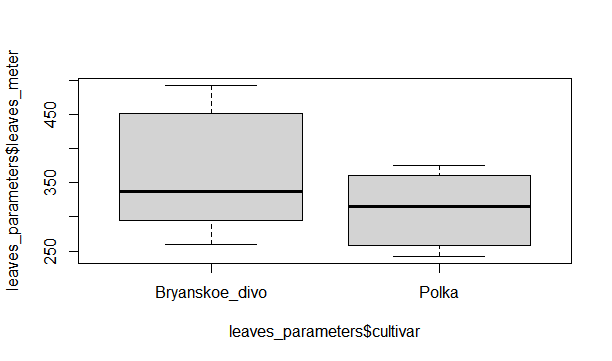 leaves_parameters$leaves_meter
450
350
250
Bryanskoe_divo Polka
leaves_parameters$cultivar